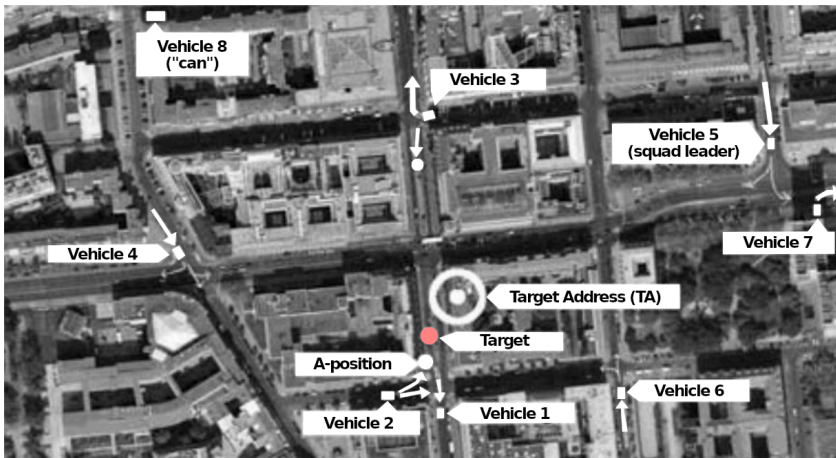 Vehicle 8
("can")
Vehicle 3
Vehicle 5
(squad leader)
Vehicle 4
Vehicle 7
Target Address (TA)
Target
A-position
Vehicle 2
Vehicle 1
Vehicle 6